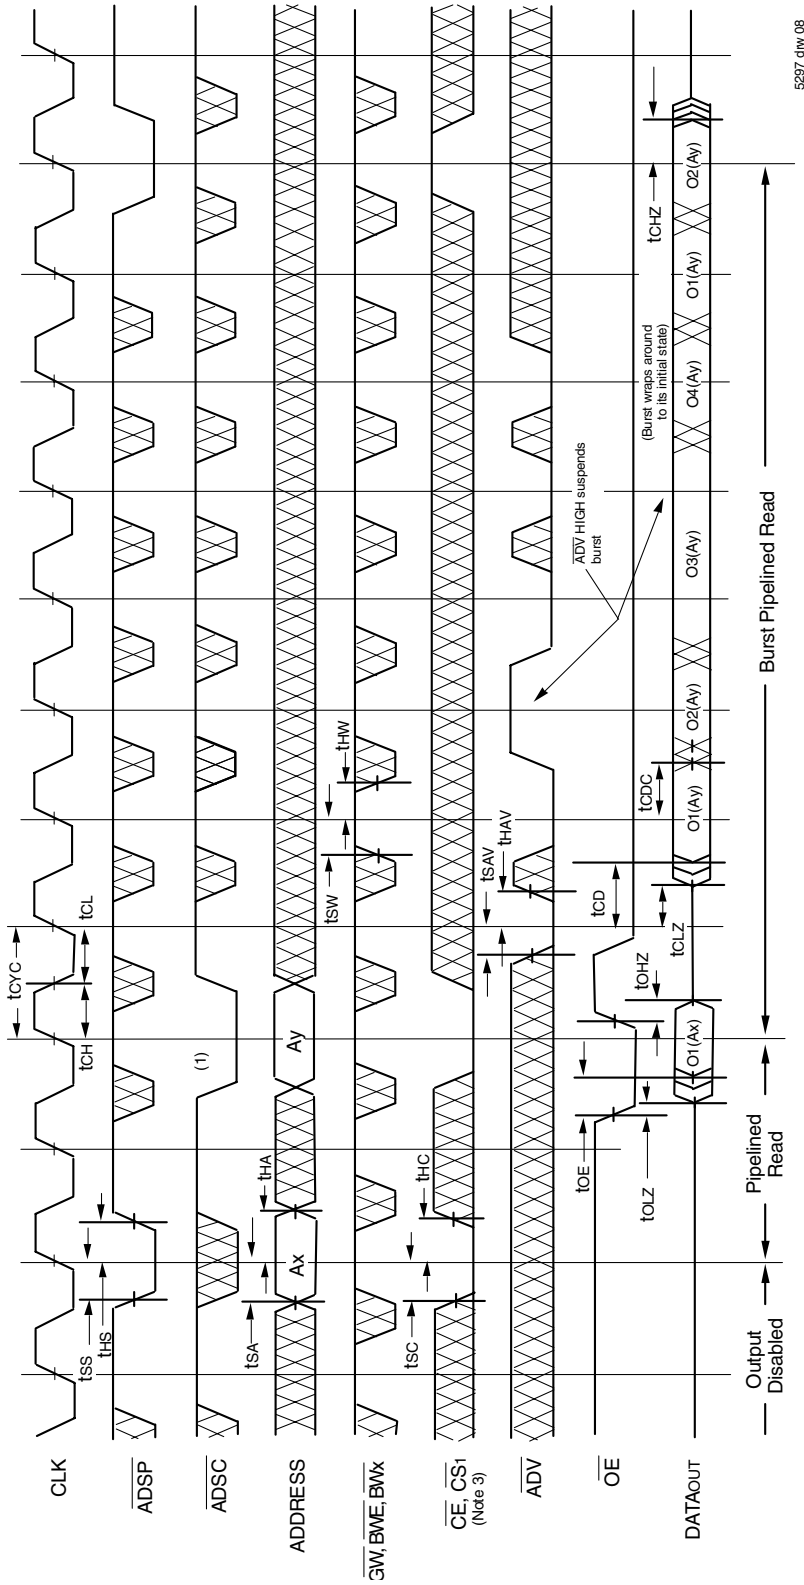 CLK
tCYC
tCH
tCL
tSS
tHS
ADSP
ADSC
(1)
tSA
tHA
ADDRESS
Ax
Ay
tSW
tHW
GW, BWE, BWx
tSC
tHC
CE, CS1
(Note 3)
tSAV
tHAV
ADV
ADV HIGH suspends
burst
OE
tOE
tOHZ
tCD
tOLZ
tCLZ
tCDC
(Burst wraps around
to its initial state)
tCHZ
DATAOUT
O1(Ax)
O1(Ay)
O2(Ay)
O3(Ay)
O4(Ay)
O1(Ay)
O2(Ay)
Output
Disabled
Pipelined
Read
Burst Pipelined Read
5297 drw 08